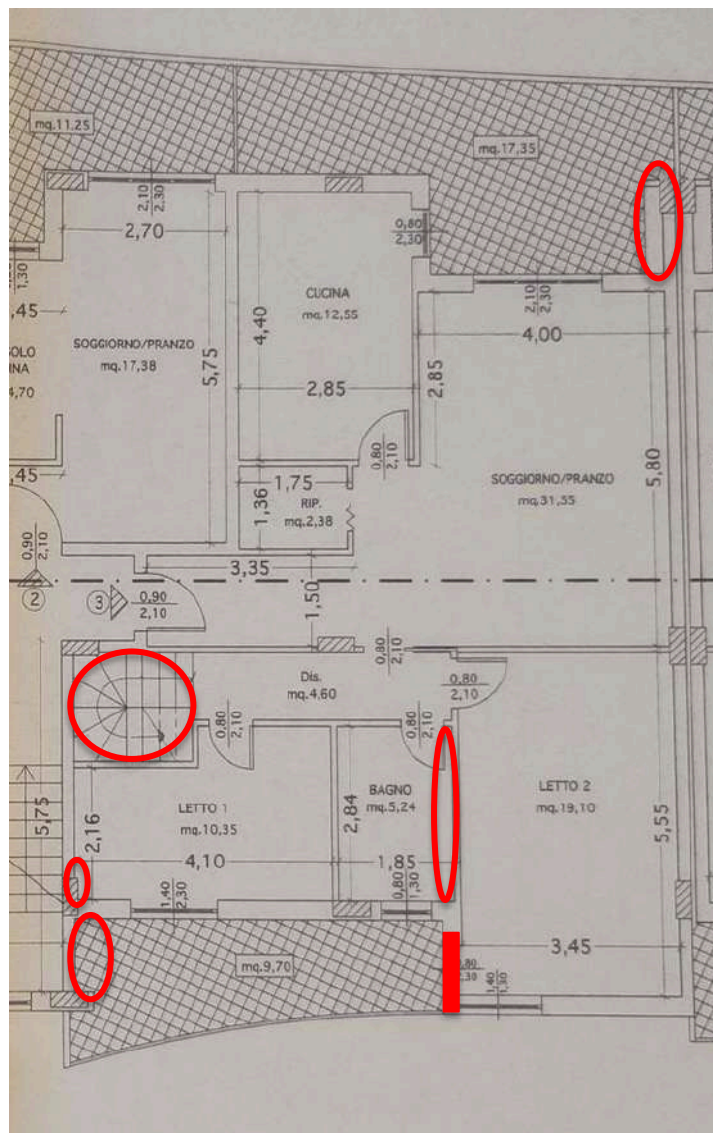 mq.11,25
mq.17,35
2,10
2,30
2,70
0,80
2,30
1,30
2,10
2,30
CUCINA
mq.12,55
,45
4,00
SOGGIORNO/PRANZO
mq.17,38
4,40
5,75
OLO
NA
4,70
2,85
2,85
0,80
2,10
,45
1,75
RIP.
mq.2,38
1,36
SOGGIORNO/PRANZO
mq.31,55
5,80
0,90
2,10
3,35
2
3
0,90
2,10
1,50
0,80
2,10
Dis.
mq.4,60
0,80
2,10
0,80
2,10
0,80
2,10
5,75
2,16
LETTO 1
mq.10,35
2,84
BAGNO
mq.5,24
LETTO 2
mq.19,10
5,55
4,10
1,85
1,40
2,30
0,80
1,30
3,45
mq.9,70
0,80
2,30
1,40
1,30